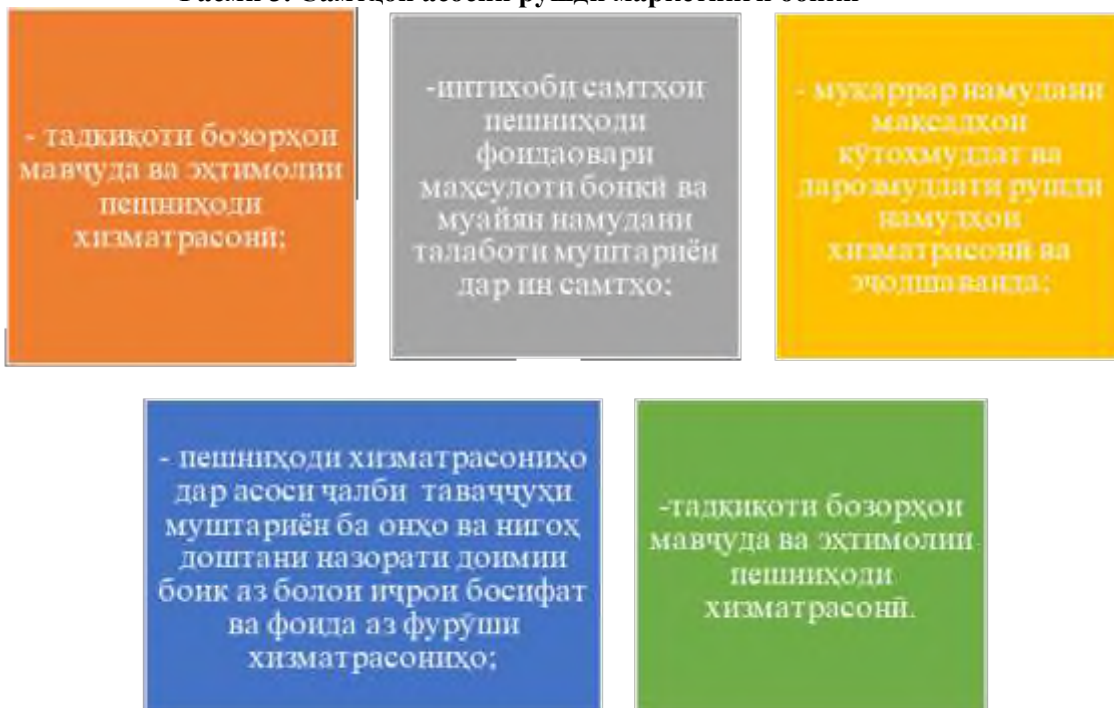 - тадқиқоти бозорҳои
мавҷуда ва эҳтимолии
пешниҳоди
хизматрасонӣ;
-интихоби самтҳои
пешниҳоди
фоидаовари
маҳсулоти бонкӣ ва
муайян намудани
талаботи муштариён
дар ин самтҳо;
- муқаррар намудани
мақсадҳои
кӯтоҳмуддат ва
дарозмуддати рушди
намудҳои
хизматрасонӣ ва
эҷодшаванда;
- пешниҳоди хизматрасониҳо
дар асоси ҷалби таваҷҷуҳи
муштариён ба онҳо ва нигоҳ
доштани назорати доимии
бонк аз болои иҷрои босифат
ва фоида аз фурӯши
хизматрасониҳо;
-тадқиқоти бозорҳои
мавҷуда ва эҳтимолии
пешниҳоди
хизматрасонӣ.